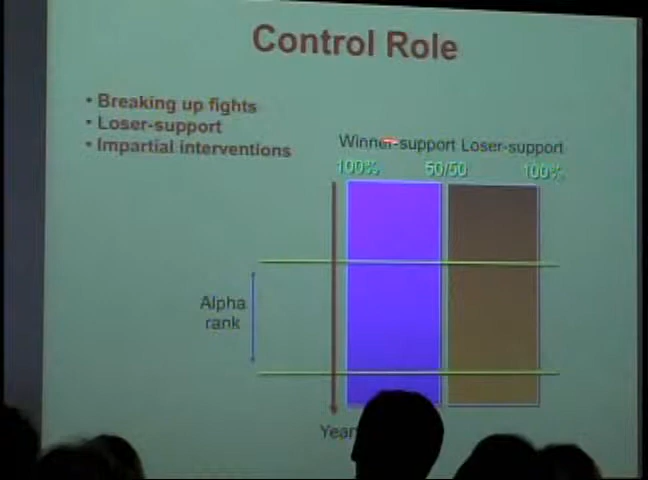 Control Role
• Breaking up fights
• Loser-support
• Impartial interventions
Winner-support Loser-support
100% 50/50 100%
Alpha
rank